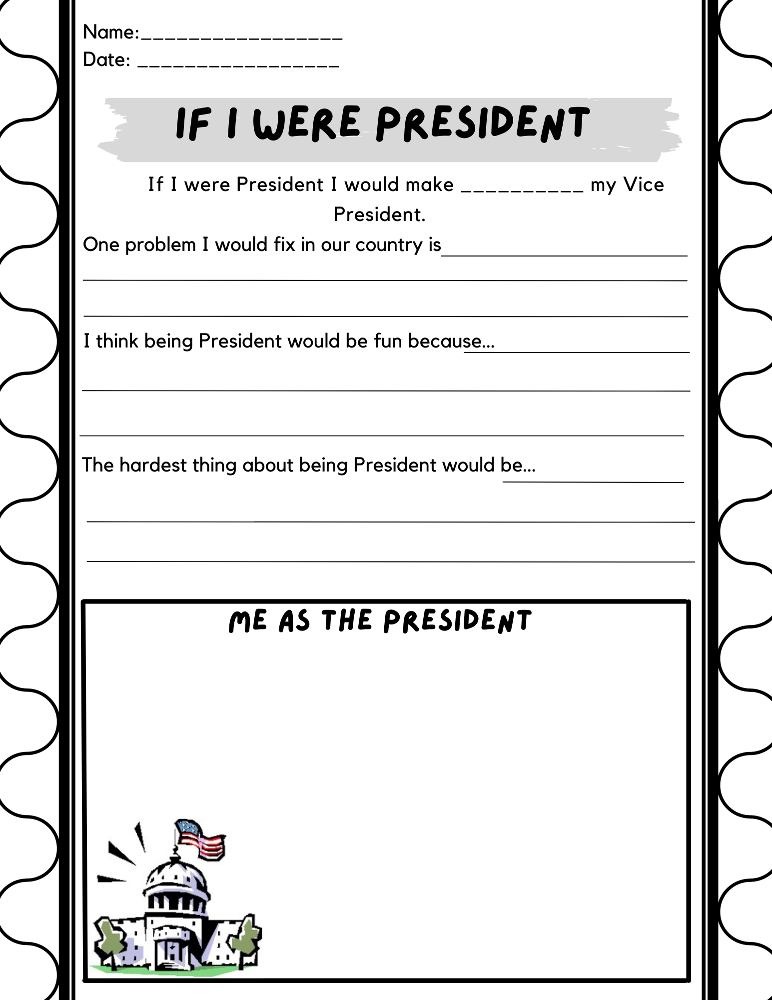 Name:_________________
Date: _________________
IF I WERE PRESIDENT
If I were President I would make __________ my Vice
President.
One problem I would fix in our country is
I think being President would be fun because...
The hardest thing about being President would be...
ME AS THE PRESIDENT